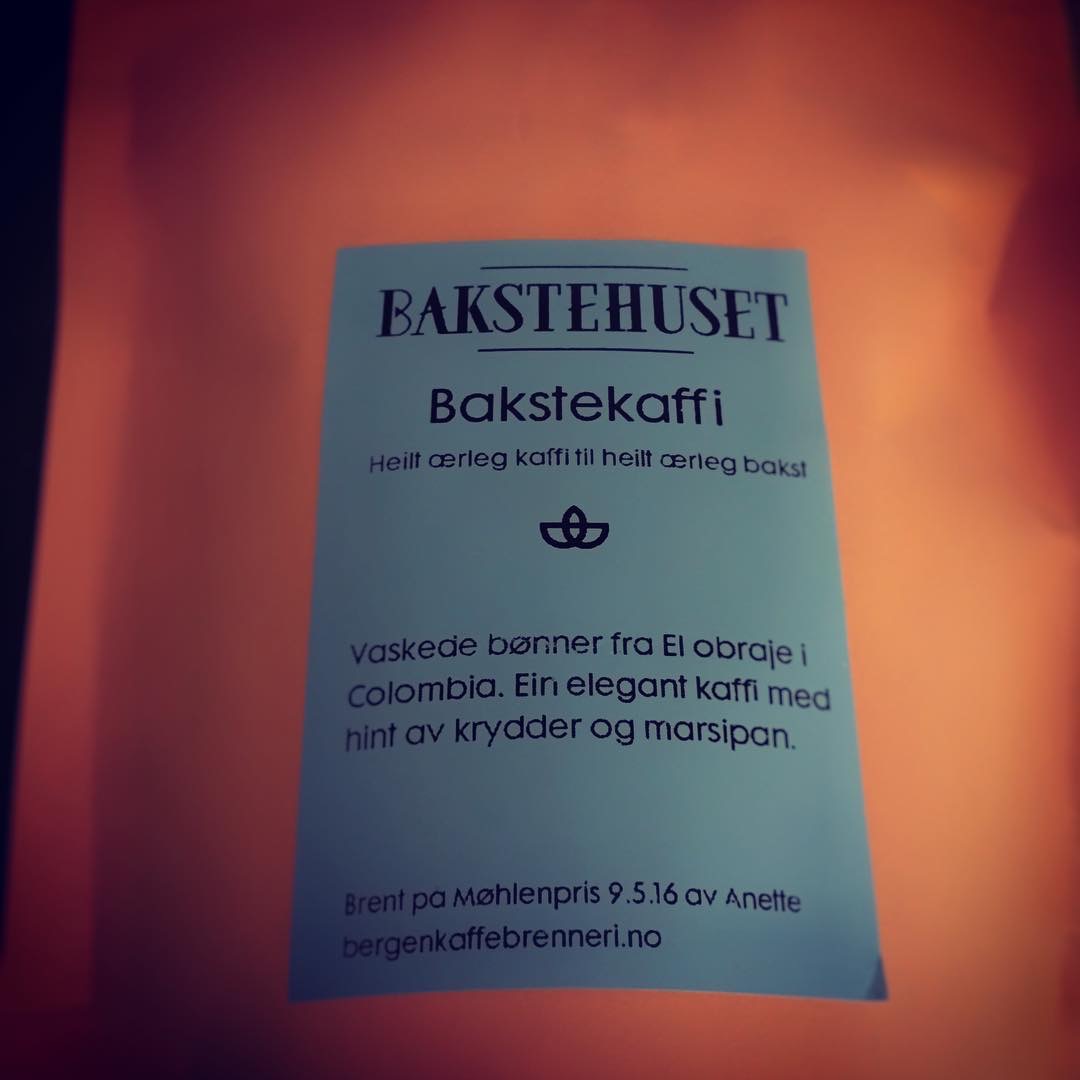 BAKSTEHUSET
Bakstekaffi
Heilt ærleg kaffi til heilt ærleg bakst
Vaskede bønner fra El obraje i
Colombia. Ein elegant kaffi med
hint av krydder og marsipan.
Brent på Møhlenpris 9.5.16 av Anette
bergenkaffebrenneri.no